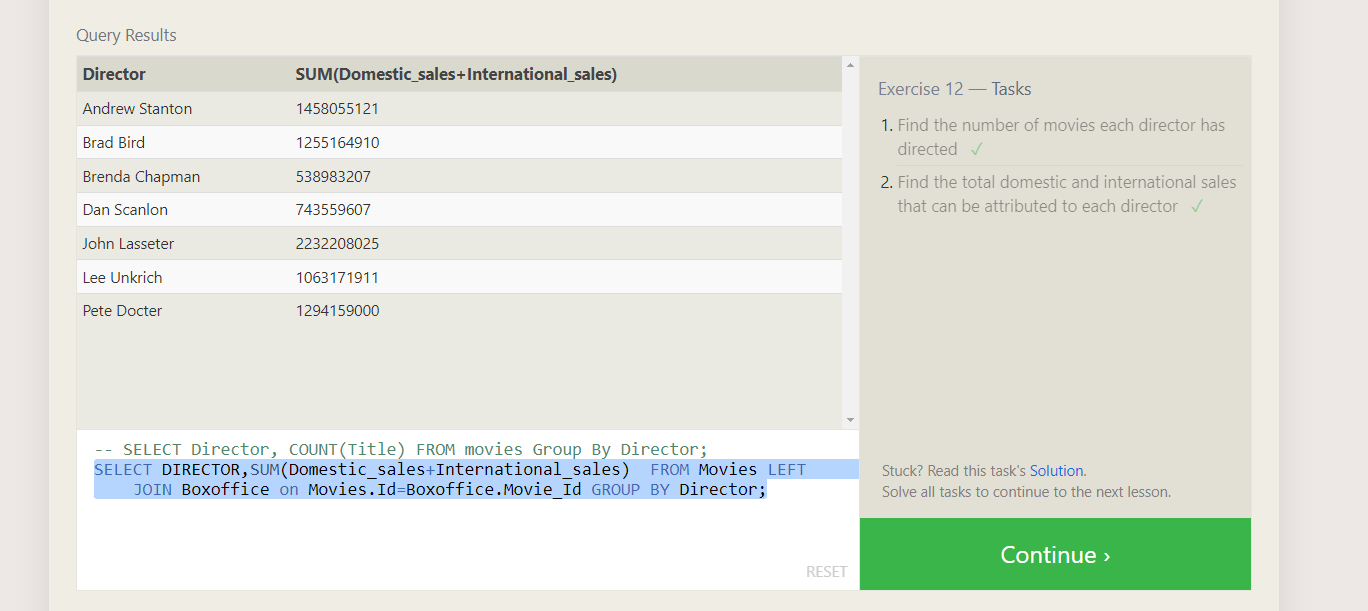 Query Results
Director SUM(Domestic_sales+International_sales)
Andrew Stanton 1458055121
Brad Bird 1255164910
Brenda Chapman 538983207
Dan Scanlon 743559607
John Lasseter 2232208025
Lee Unkrich 1063171911
Pete Docter 1294159000
-- SELECT Director, COUNT(Title) FROM movies Group By Director;
SELECT DIRECTOR,SUM(Domestic_sales+International_sales)  FROM Movies LEFT
JOIN Boxoffice on Movies.Id=Boxoffice.Movie_Id GROUP BY Director;
RESET
Exercise 12 — Tasks
1. Find the number of movies each director has
directed ✓
2. Find the total domestic and international sales
that can be attributed to each director ✓
Stuck? Read this task's Solution.
Solve all tasks to continue to the next lesson.
Continue ›